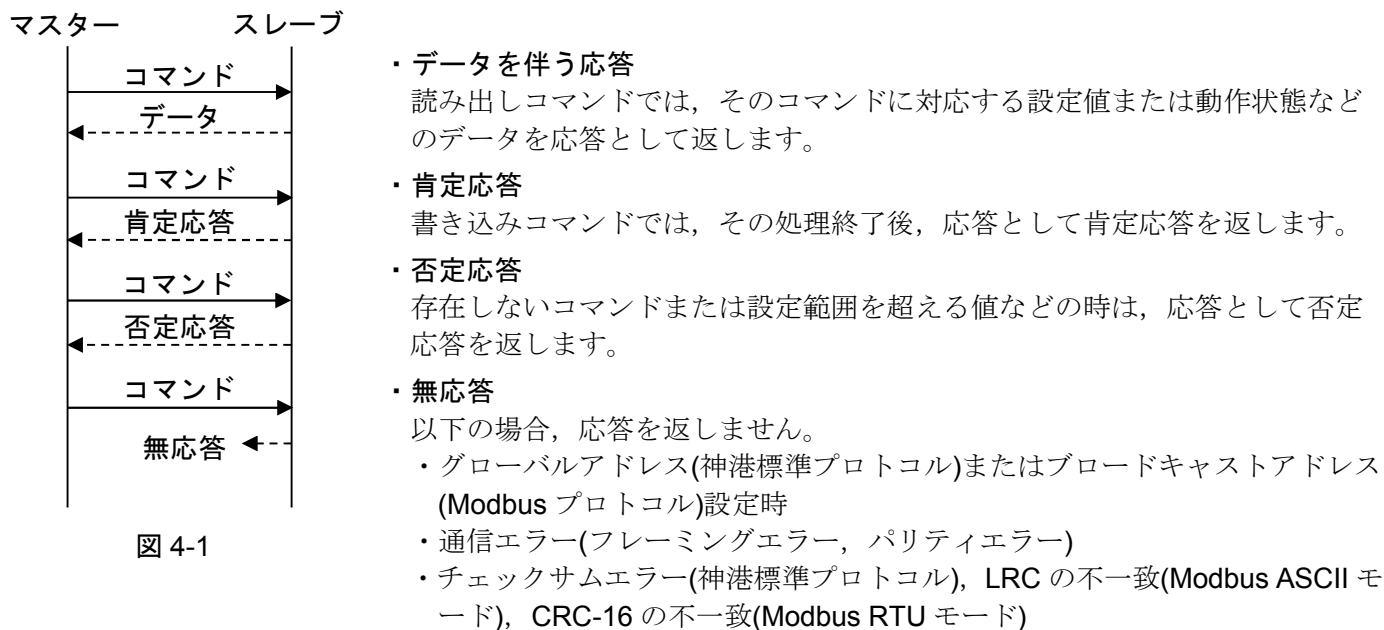 マスター スレーブ
コマンド
データ
コマンド
肯定応答
コマンド
否定応答
コマンド
無応答
図 4-1
・データを伴う応答
読み出しコマンドでは，そのコマンドに対応する設定値または動作状態など
のデータを応答として返します。
・肯定応答
書き込みコマンドでは，その処理終了後，応答として肯定応答を返します。
・否定応答
存在しないコマンドまたは設定範囲を超える値などの時は，応答として否定
応答を返します。
・無応答
以下の場合，応答を返しません。
・グローバルアドレス(神港標準プロトコル)またはブロードキャストアドレス
(Modbus プロトコル)設定時
・通信エラー(フレーミングエラー，パリティエラー)
・チェックサムエラー(神港標準プロトコル)，LRC の不一致(Modbus ASCII モ
ード)，CRC-16 の不一致(Modbus RTU モード)